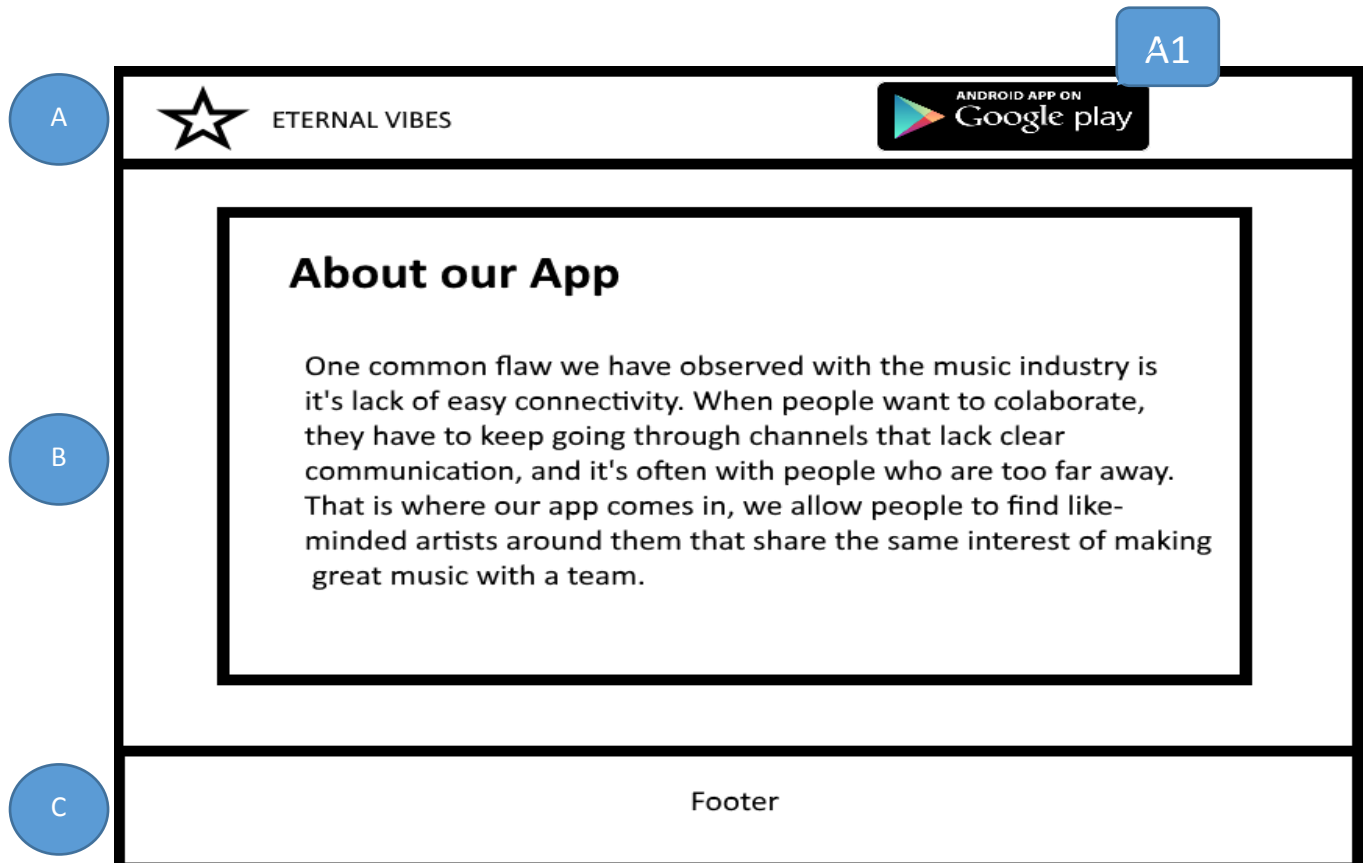 A1
A
ETERNAL VIBES
ANDROID APP ON
Google play
About our App
One common flaw we have observed with the music industry is
it's lack of easy connectivity. When people want to colaborate,
they have to keep going through channels that lack clear
communication, and it's often with people who are too far away.
That is where our app comes in, we allow people to find like-
minded artists around them that share the same interest of making
great music with a team.
B
C
Footer